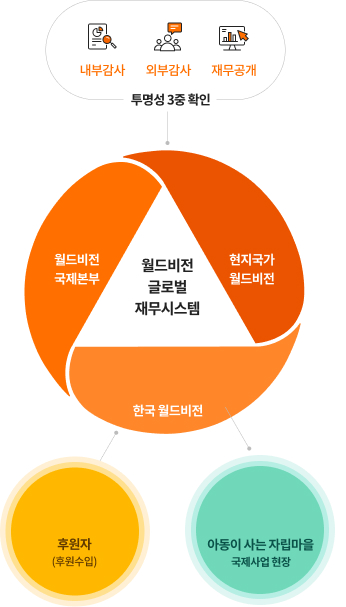 내부감사 외부감사 재무공개
투명성 3중 확인
월드비전
국제본부
월드비전
글로벌
재무시스템
현지국가
월드비전
한국 월드비전
후원자
(후원수입)
아동이 사는 자립마을
국제사업 현장